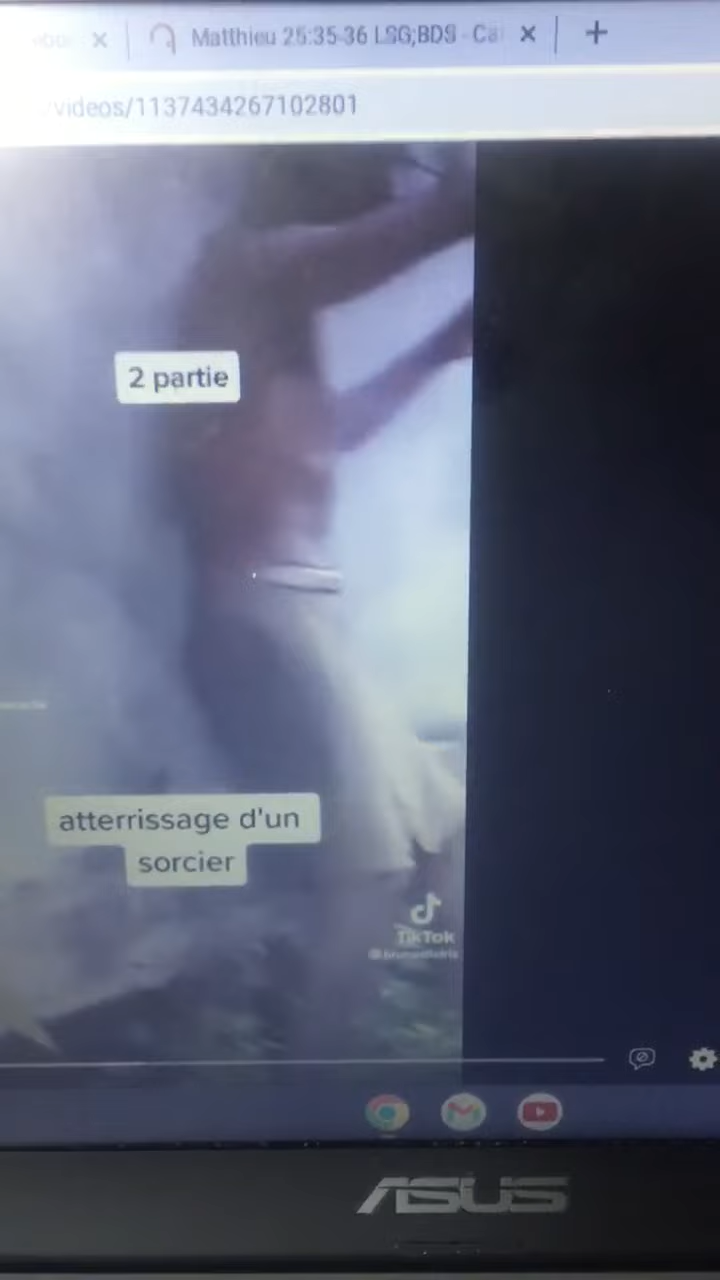 Matthieu 25:35-36 LSG;BDS - Ca
videos/1137434267102801
2 partie
atterrissage d'un
sorcier
TikTok
ASUS